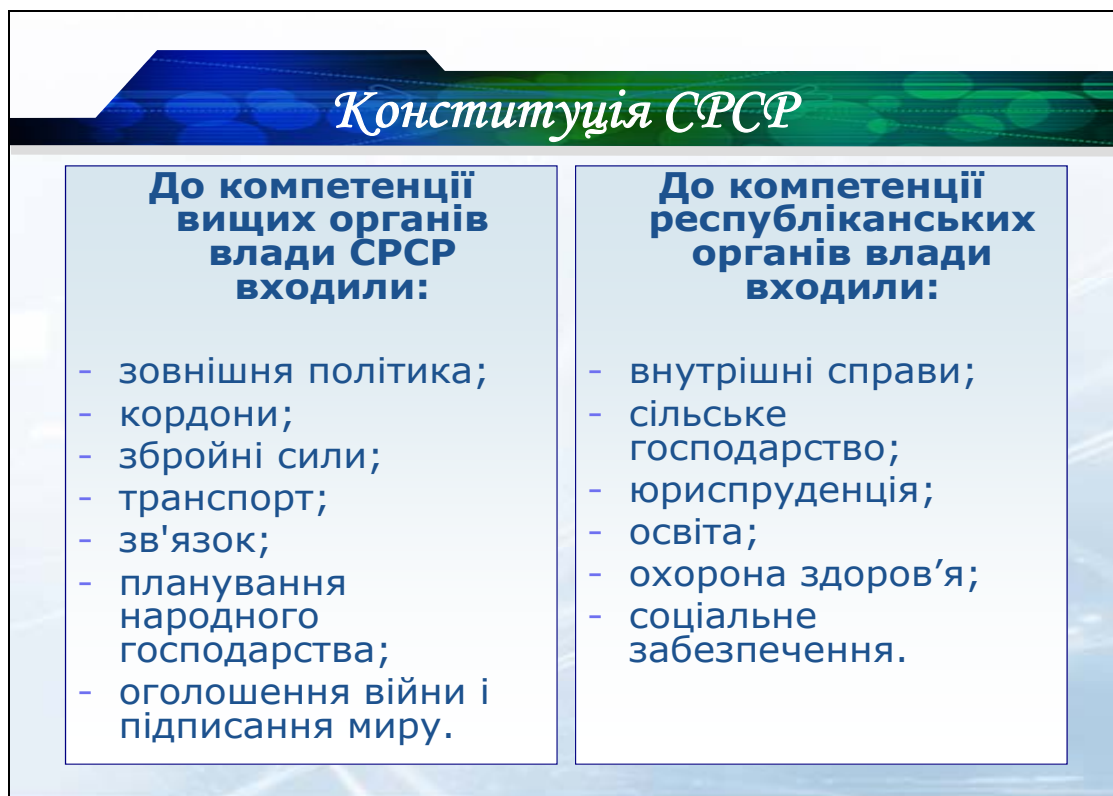 Конституція СРСР
До компетенції
вищих органів
влади СРСР
входили:
- зовнішня політика;
- кордони;
- збройні сили;
- транспорт;
- зв'язок;
- планування
народного
господарства;
- оголошення війни і
підписання миру.
До компетенції
республіканських
органів влади
входили:
- внутрішні справи;
- сільське
господарство;
- юриспруденція;
- освіта;
- охорона здоров’я;
- соціальне
забезпечення.